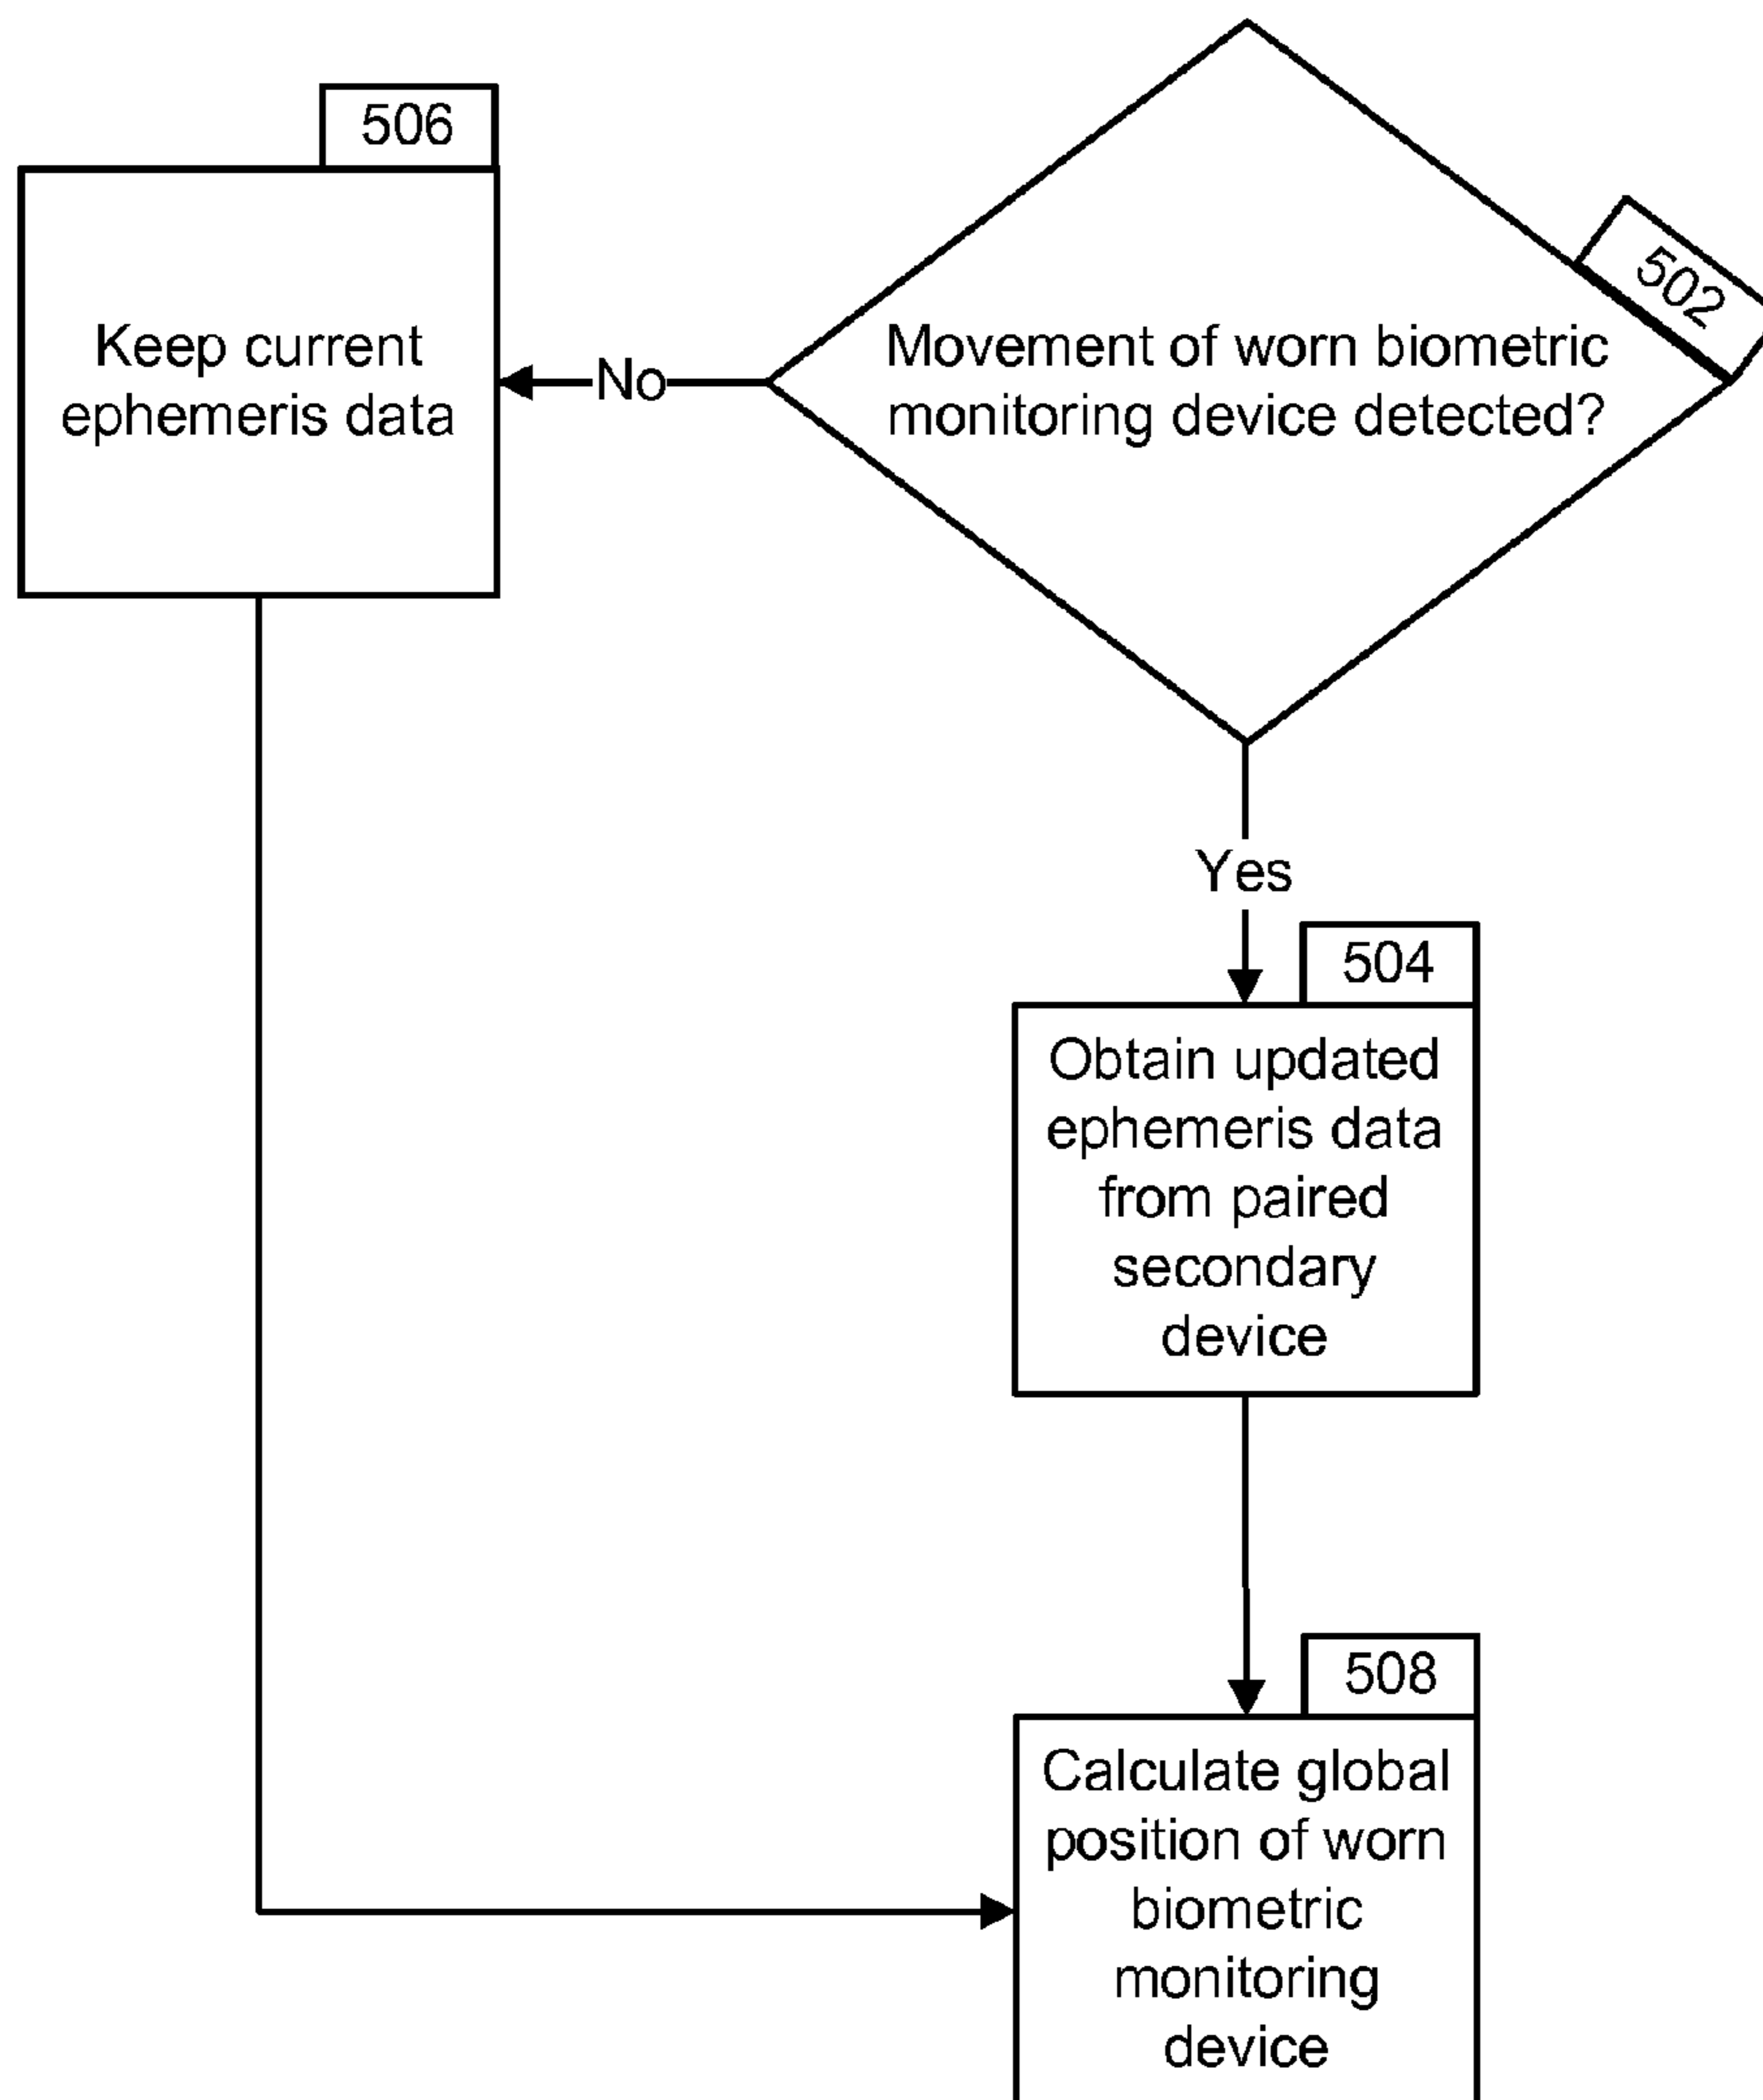 506
Keep current
ephemeris data
No
502
Movement of worn biometric
monitoring device detected?
Yes
504
Obtain updated
ephemeris data
from paired
secondary
device
508
Calculate global
position of worn
biometric
monitoring
device